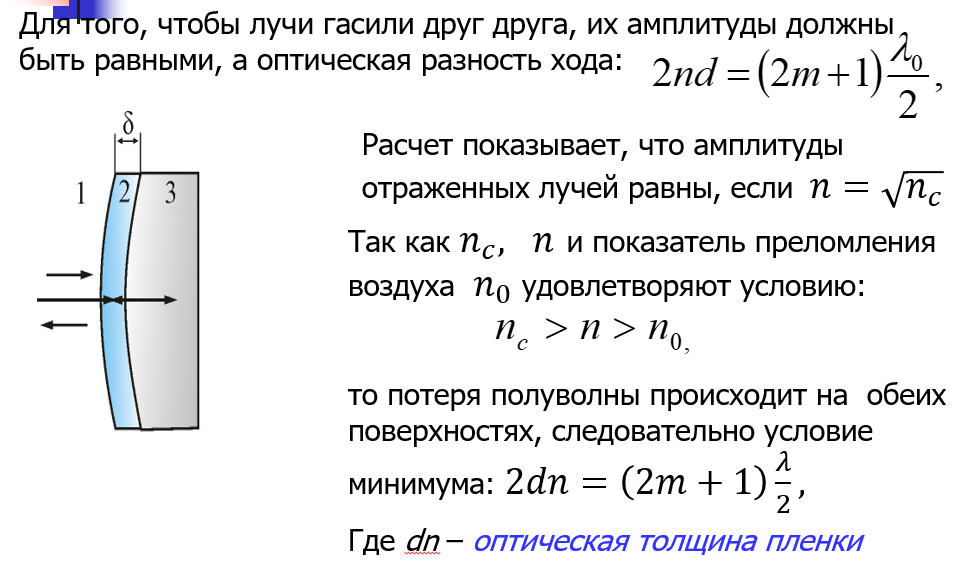 Для того, чтобы лучи гасили друг друга, их амплитуды должны
быть равными, а оптическая разность хода: 2nd = (2m+1) λ₀/2 ,
δ
1 2 3
Расчет показывает, что амплитуды
отраженных лучей равны, если n = √n_c
Так как n_c, n и показатель преломления
воздуха n₀ удовлетворяют условию:
n_c > n > n₀,
то потеря полуволны происходит на обеих
поверхностях, следовательно условие
минимума: 2dn = (2m + 1) λ/2 ,
Где dn – оптическая толщина пленки